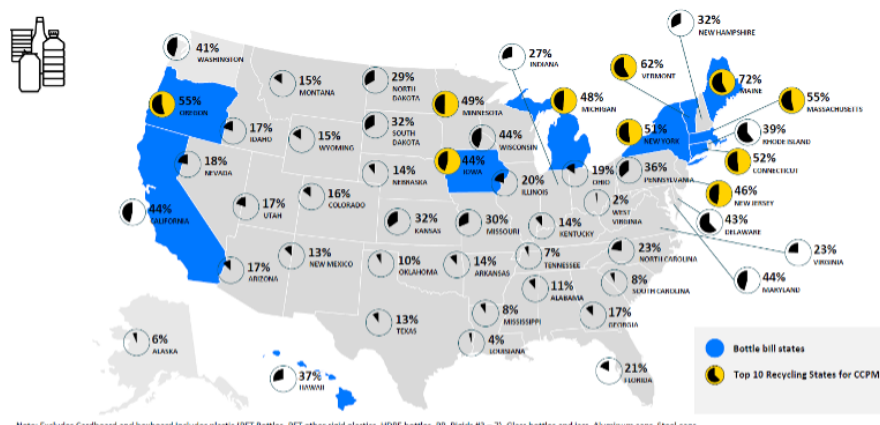 41%
WASHINGTON
55%
OREGON
44%
CALIFORNIA
18%
NEVADA
17%
IDAHO
15%
MONTANA
15%
WYOMING
17%
UTAH
16%
COLORADO
17%
ARIZONA
13%
NEW MEXICO
29%
NORTH
DAKOTA
32%
SOUTH
DAKOTA
14%
NEBRASKA
32%
KANSAS
10%
OKLAHOMA
13%
TEXAS
49%
MINNESOTA
44%
IOWA
30%
MISSOURI
14%
ARKANSAS
4%
LOUISIANA
44%
WISCONSIN
20%
ILLINOIS
27%
INDIANA
48%
MICHIGAN
19%
OHIO
14%
KENTUCKY
7%
TENNESSEE
8%
MISSISSIPPI
11%
ALABAMA
17%
GEORGIA
21%
FLORIDA
8%
SOUTH CAROLINA
23%
NORTH CAROLINA
2%
WEST
VIRGINIA
36%
PENNSYLVANIA
51%
NEW YORK
62%
VERMONT
32%
NEW HAMPSHIRE
72%
MAINE
55%
MASSACHUSETTS
39%
RHODE ISLAND
52%
CONNECTICUT
46%
NEW JERSEY
43%
DELAWARE
23%
VIRGINIA
44%
MARYLAND
6%
ALASKA
37%
HAWAII
Bottle bill states
Top 10 Recycling States for CCPM